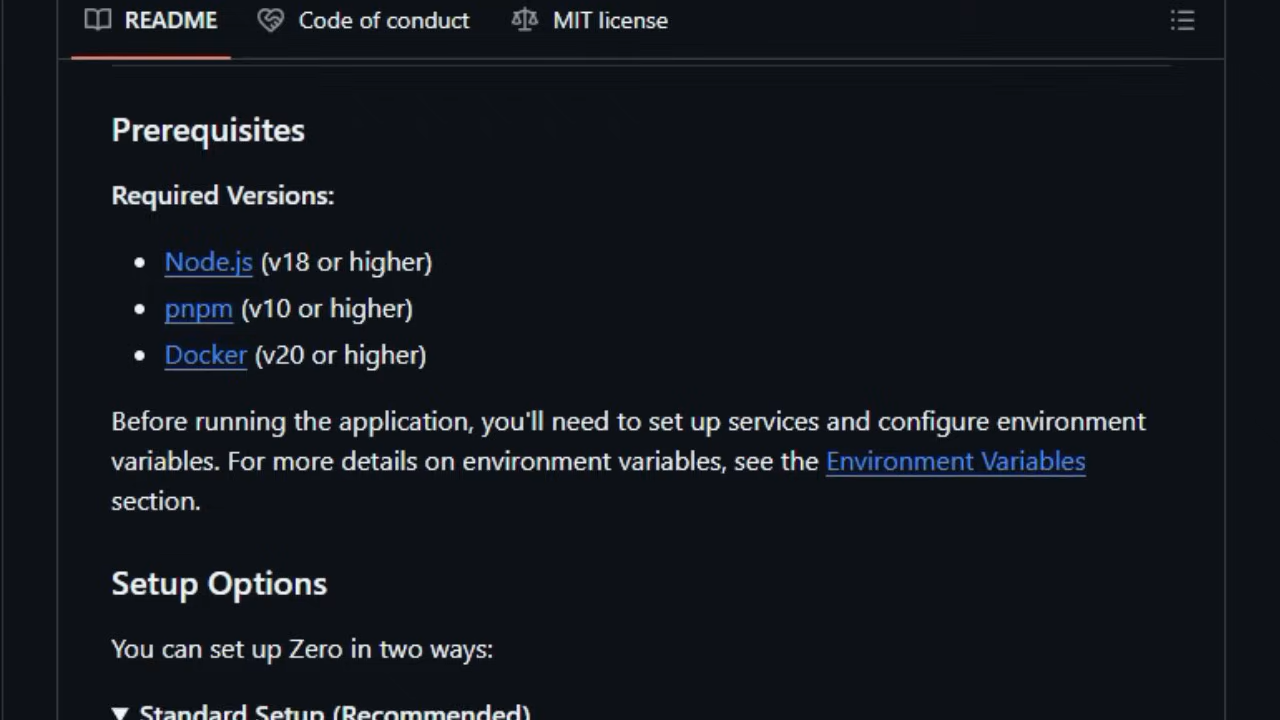 README Code of conduct MIT license
Prerequisites
Required Versions:
Node.js (v18 or higher)
pnpm (v10 or higher)
Docker (v20 or higher)
Before running the application, you'll need to set up services and configure environment
variables. For more details on environment variables, see the Environment Variables
section.
Setup Options
You can set up Zero in two ways:
Standard Setup (Recommended)